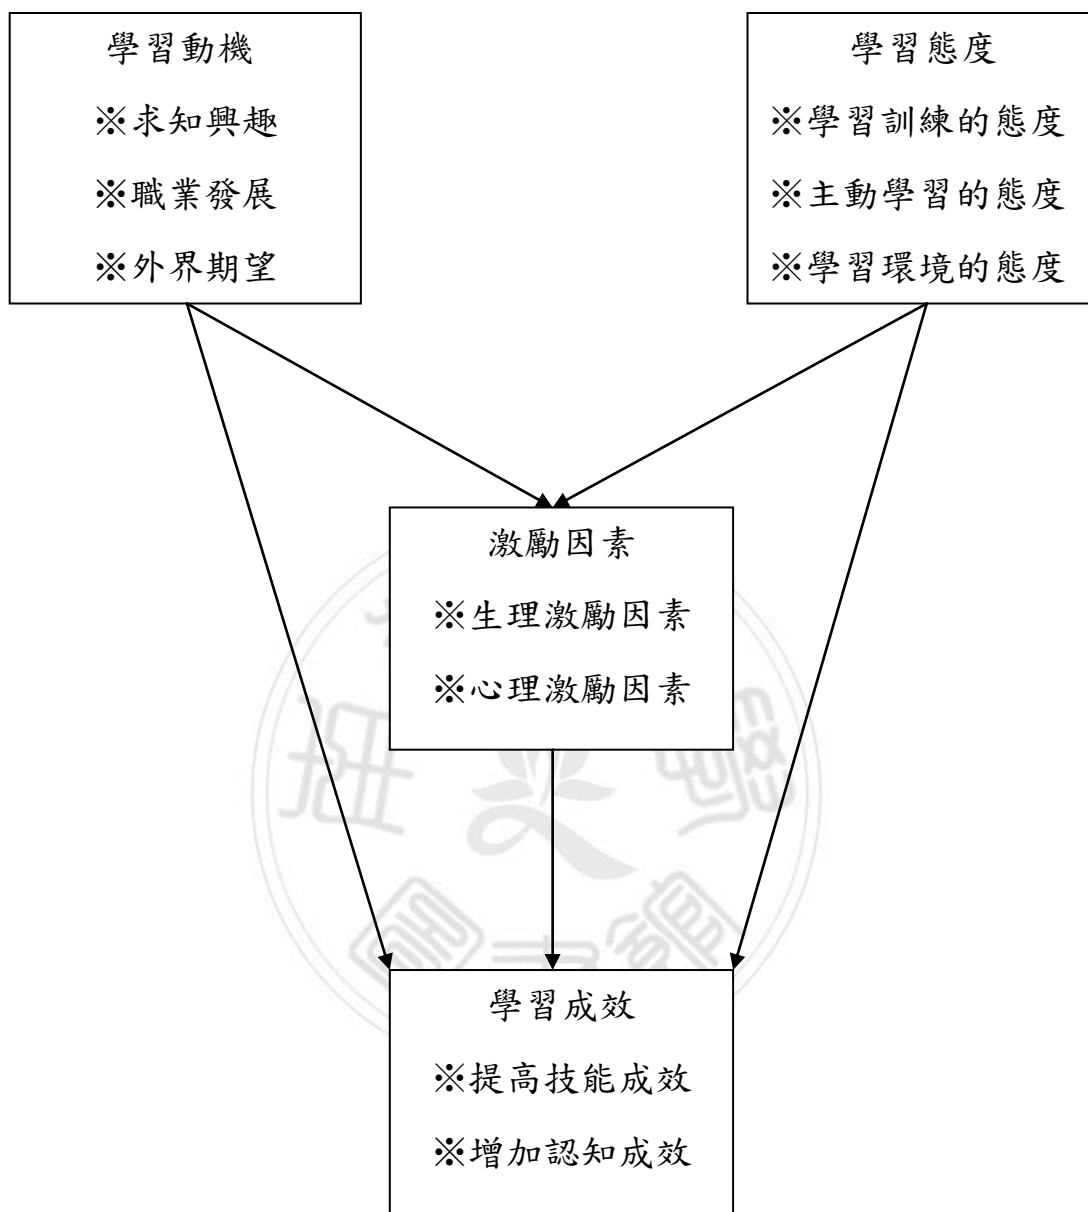 學習動機
※求知興趣
※職業發展
※外界期望
學習態度
※學習訓練的態度
※主動學習的態度
※學習環境的態度
激勵因素
※生理激勵因素
※心理激勵因素
學習成效
※提高技能成效
※增加認知成效